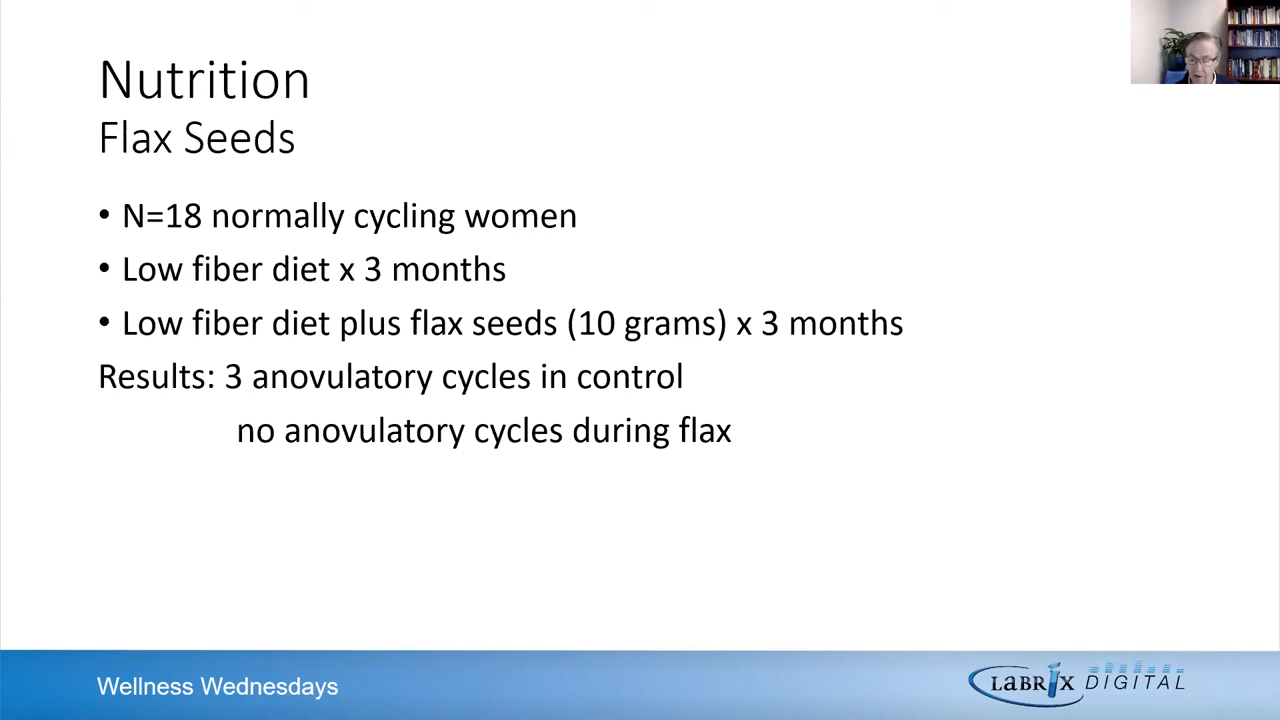 Nutrition
Flax Seeds
• N=18 normally cycling women
• Low fiber diet x 3 months
• Low fiber diet plus flax seeds (10 grams) x 3 months
Results: 3 anovulatory cycles in control
no anovulatory cycles during flax
Wellness Wednesdays
LABRIX DIGITAL